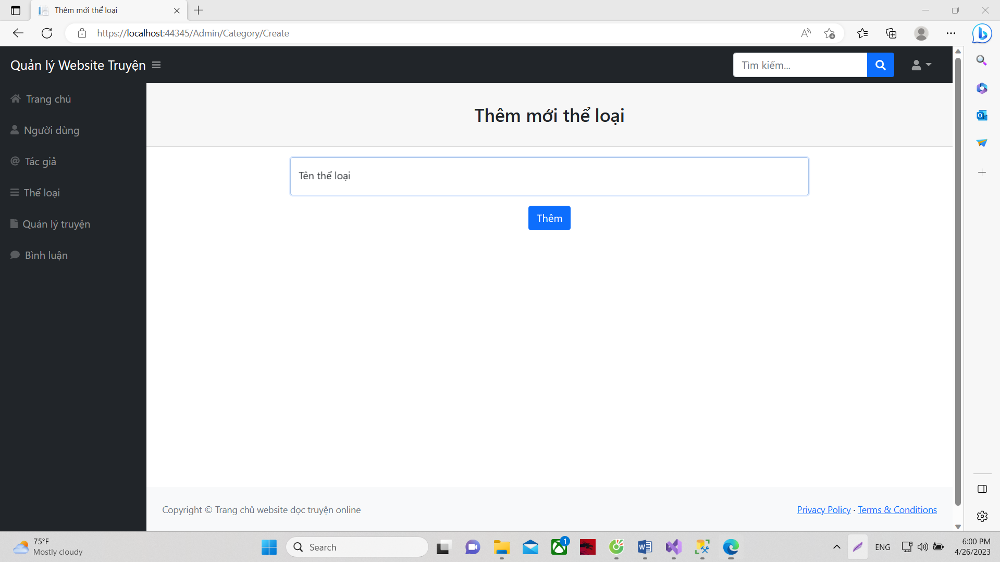 Thêm mới thể loại
https://localhost:44345/Admin/Category/Create
Quản lý Website Truyện
Tìm kiếm...
Trang chủ
Người dùng
Tác giả
Thể loại
Quản lý truyện
Bình luận
Thêm mới thể loại
Tên thể loại
Thêm
Copyright © Trang chủ website đọc truyện online
Privacy Policy · Terms & Conditions
75°F
Mostly cloudy
Search
1
ENG
6:00 PM
4/26/2023